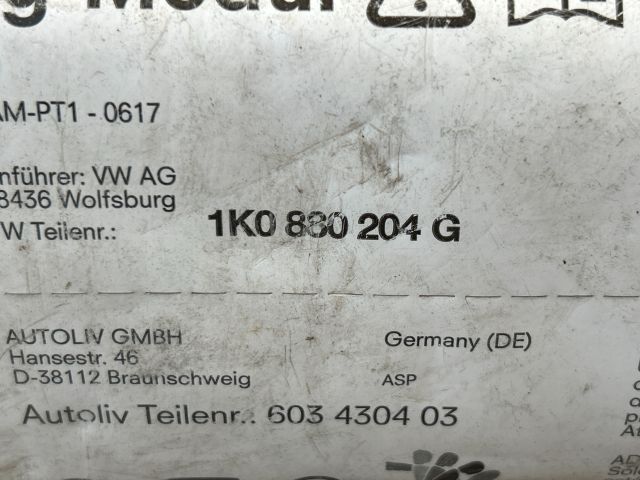 g-Modul
AM-PT1 - 0617
nführer: VW AG
8436 Wolfsburg
W Teilenr.: 1K0 880 204 G
AUTOLIV GMBH
Hansestr. 46
D-38112 Braunschweig
Germany (DE)
ASP
Autoliv Teilenr.: 603 4304 03